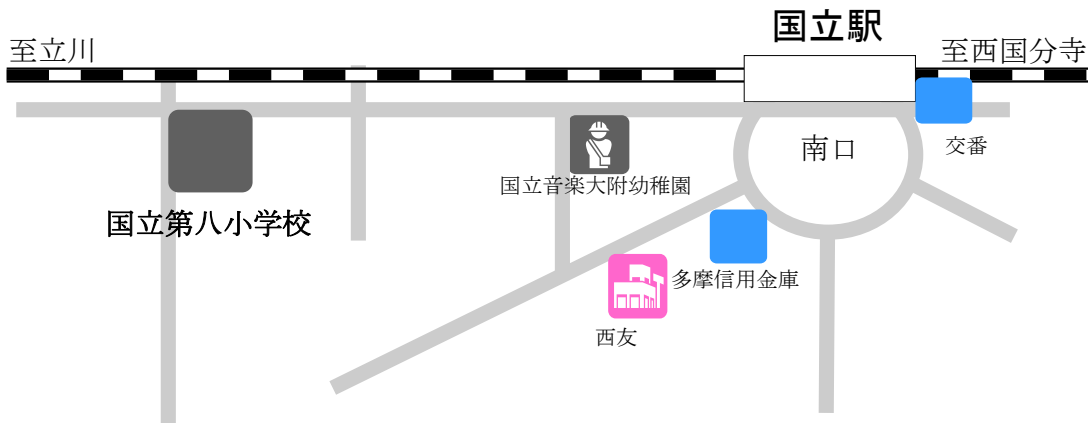 国立駅
至立川
至西国分寺
南口
交番
国立音楽大附幼稚園
国立第八小学校
多摩信用金庫
西友